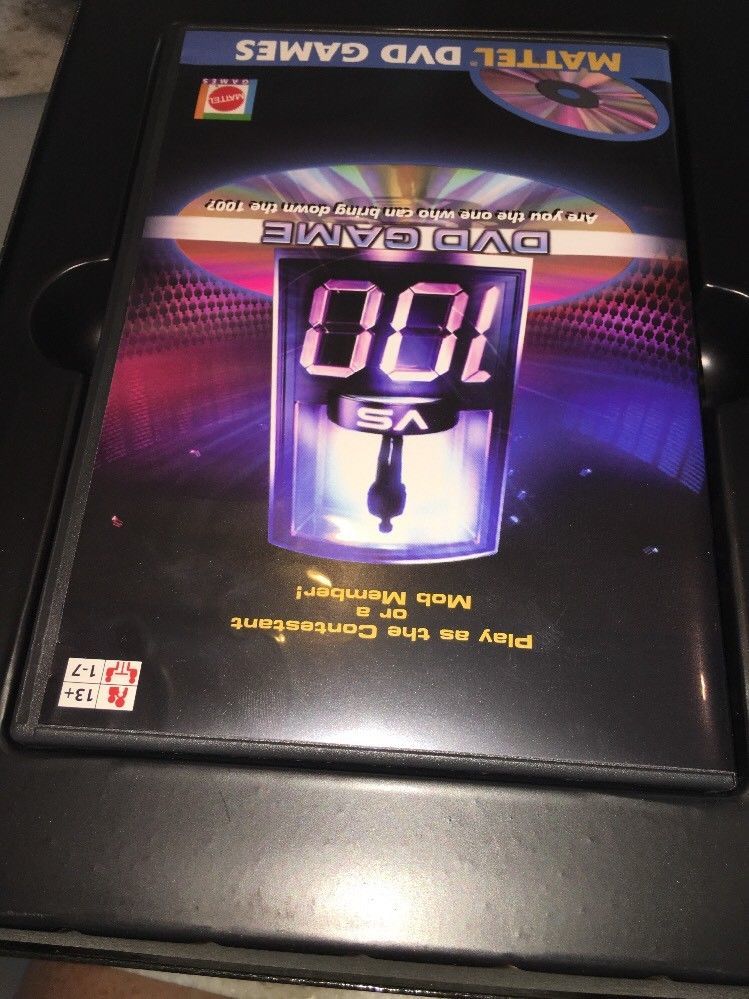 13+
1-7
Play as the Contestant
or a
Mob Member!
VS
100
DVD GAME
Are you the one who can bring down the 100?
MATTEL
GAMES
MATTEL® DVD GAMES